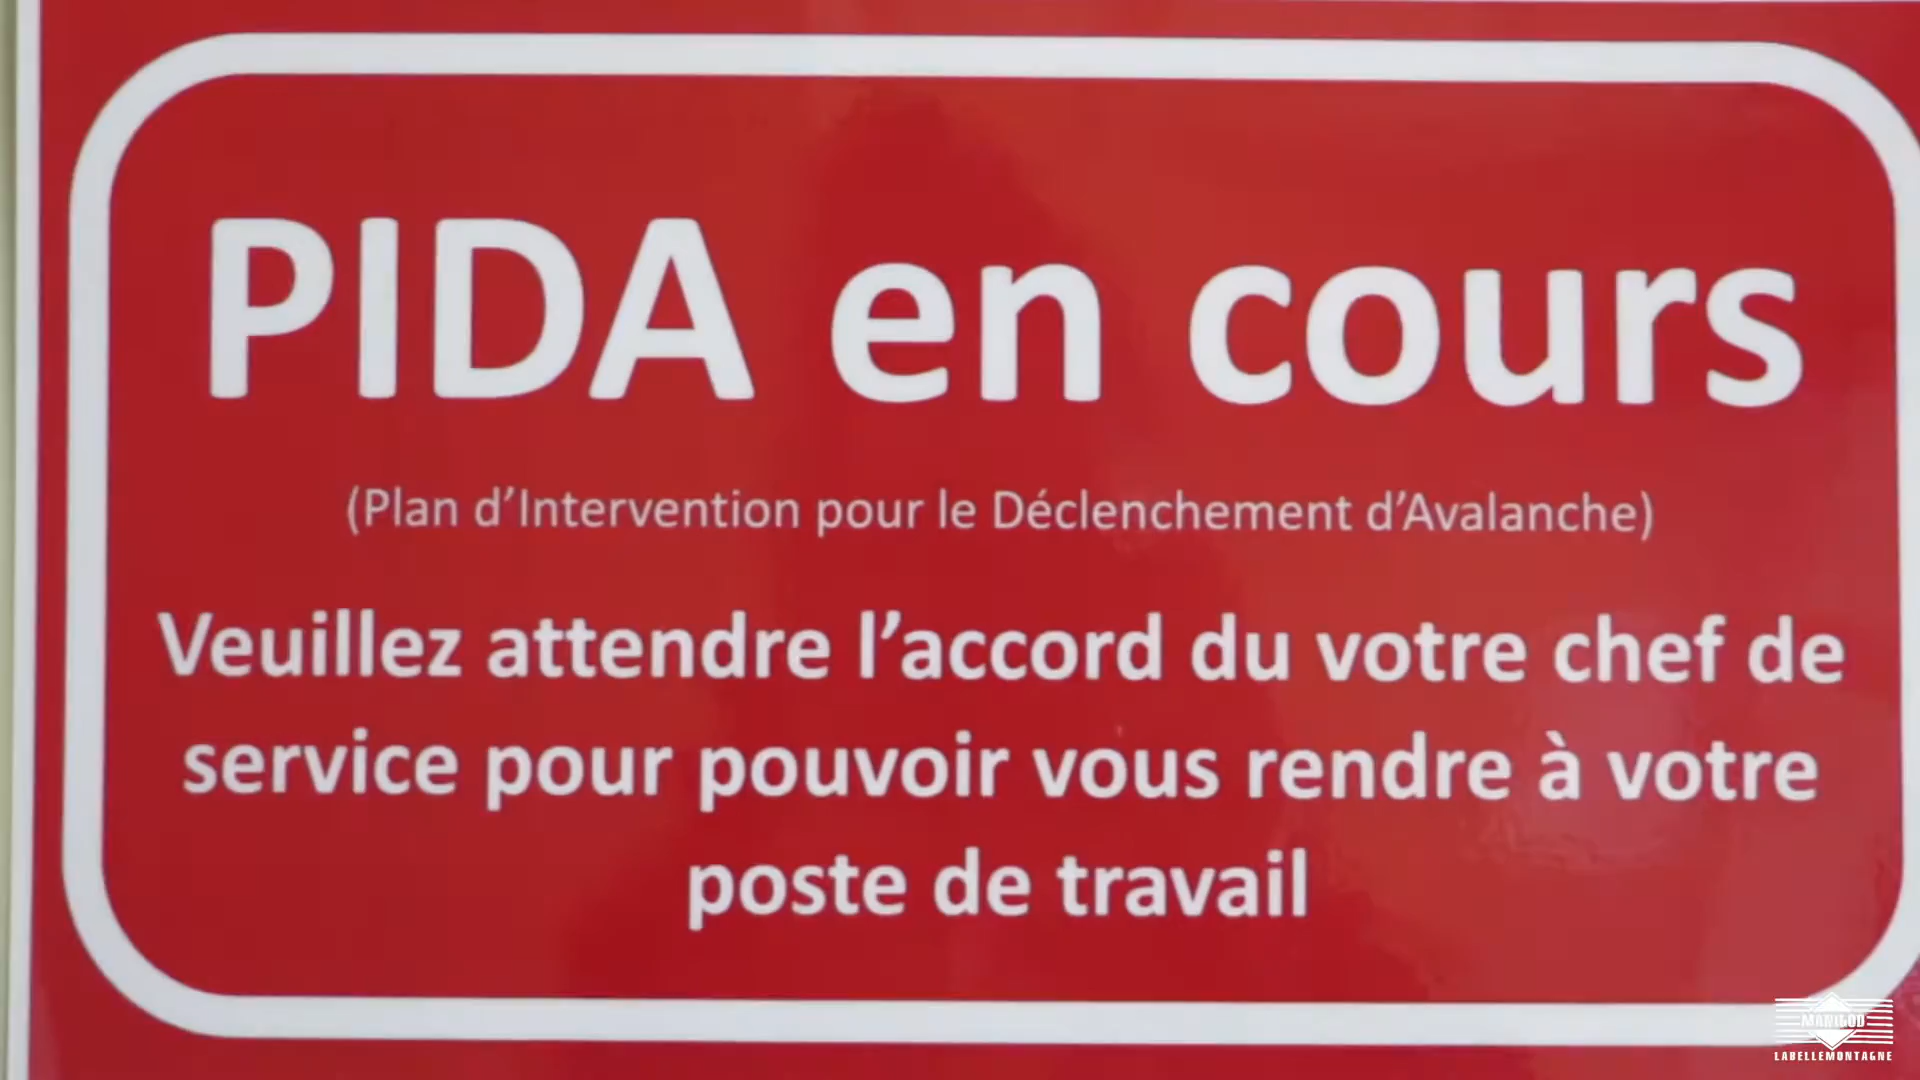 PIDA en cours
(Plan d’Intervention pour le Déclenchement d’Avalanche)
Veuillez attendre l’accord du votre chef de
service pour pouvoir vous rendre à votre
poste de travail
MANIGOD
LABELLEMONTAGNE